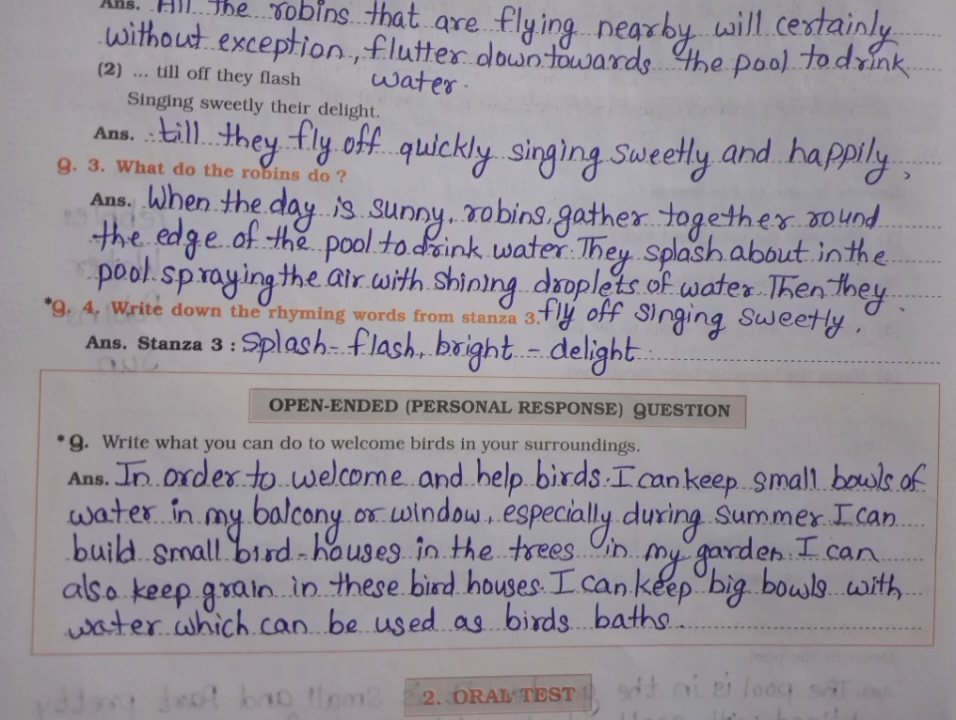 Ans. All the robins that are flying nearby will certainly
without exception, flutter down towards the pool to drink
(2) ... till off they flash water.
Singing sweetly their delight.
Ans. till they fly off quickly singing sweetly and happily,
Q. 3. What do the robins do ?
Ans. When the day is sunny, robins, gather together round
the edge of the pool to drink water. They splash about in the
pool spraying the air with shining droplets of water. Then they
*Q. 4. Write down the rhyming words from stanza 3. fly off singing sweetly.
Ans. Stanza 3 : Splash - flash, bright - delight
OPEN-ENDED (PERSONAL RESPONSE) QUESTION
*Q. Write what you can do to welcome birds in your surroundings.
Ans. In order to welcome and help birds. I can keep small bowls of
water in my balcony or window, especially during summer. I can
build small bird-houses in the trees in my garden. I can
also keep grain in these bird houses. I can keep big bowls with
water which can be used as birds baths.
2. ORAL TEST